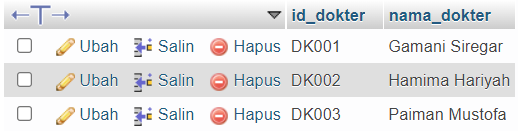 id_dokter nama_dokter
Ubah Salin Hapus DK001 Gamani Siregar
Ubah Salin Hapus DK002 Hamima Hariyah
Ubah Salin Hapus DK003 Paiman Mustofa